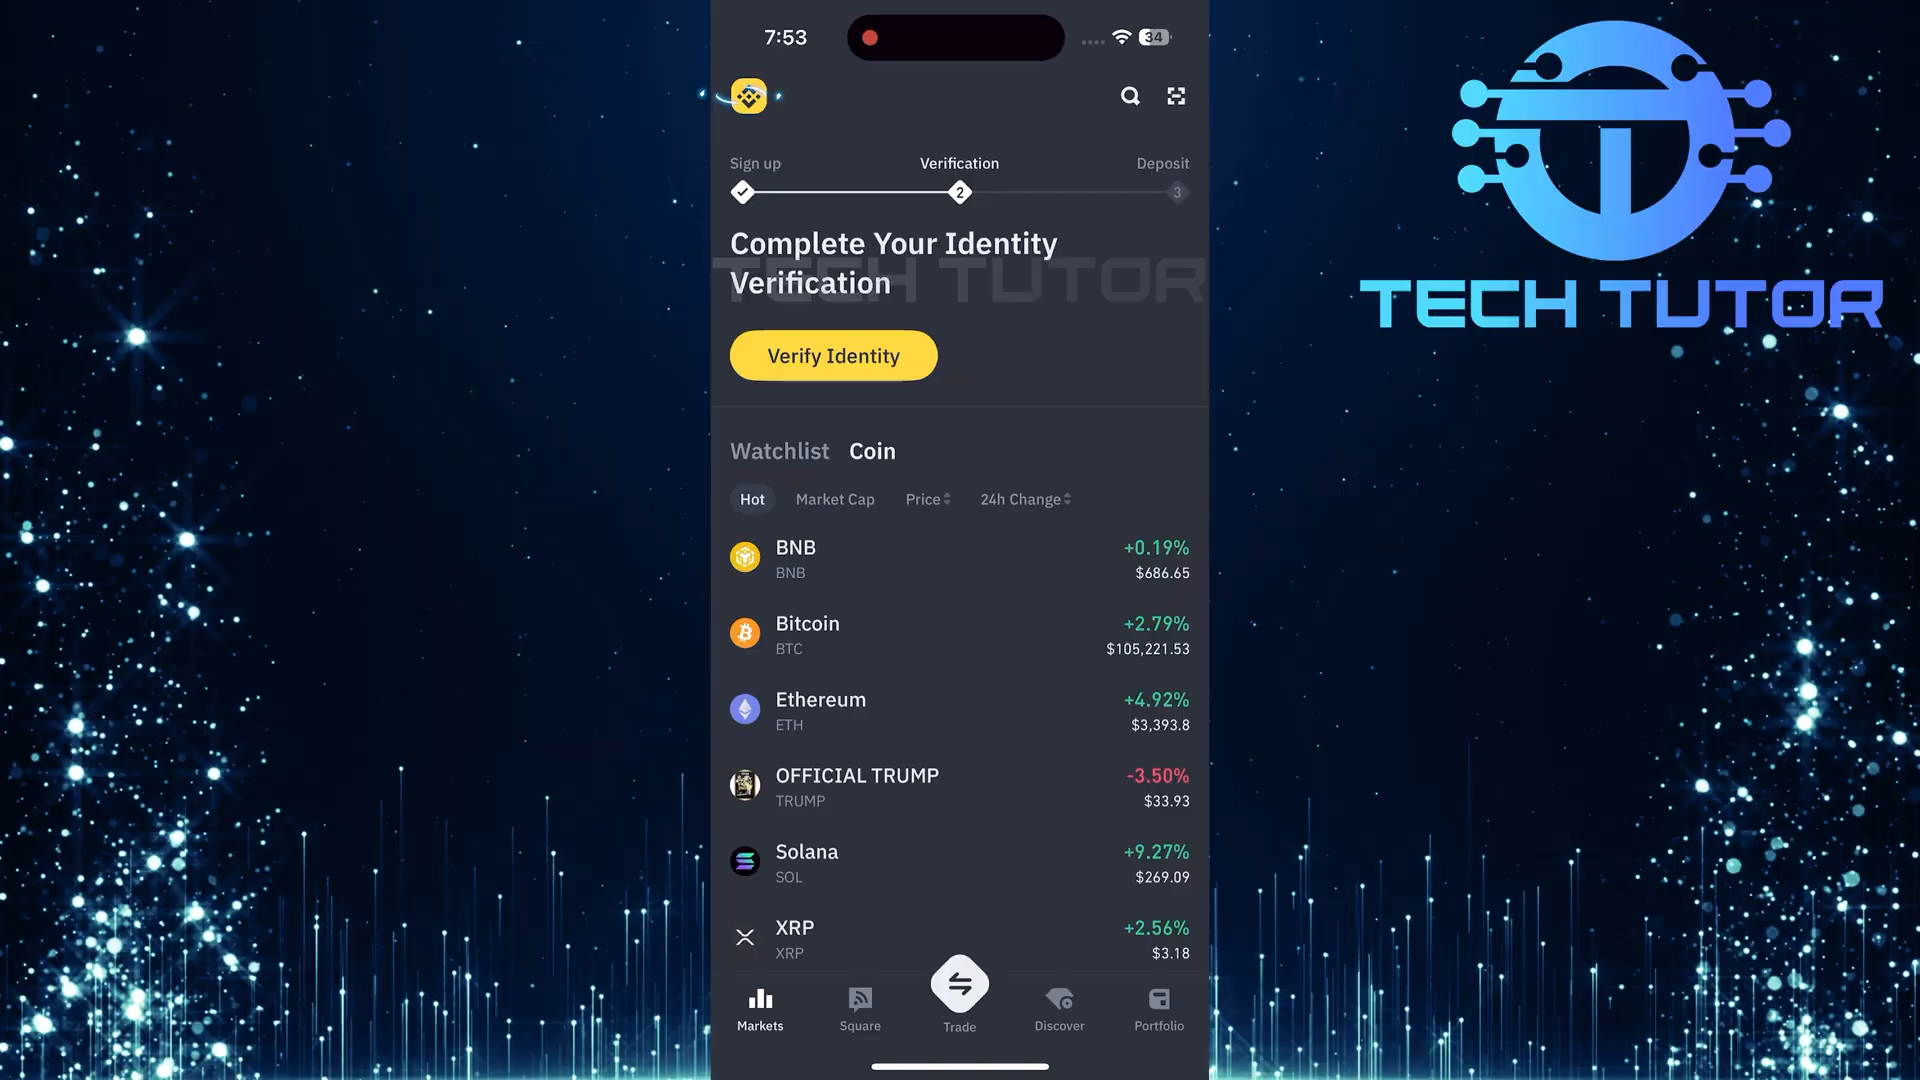 7:53
34
Sign up Verification Deposit
2 3
Complete Your Identity
Verification
TECH TUTOR
Verify Identity
Watchlist Coin
Hot Market Cap Price 24h Change
BNB +0.19%
BNB $686.65
Bitcoin +2.79%
BTC $105,221.53
Ethereum +4.92%
ETH $3,393.8
OFFICIAL TRUMP -3.50%
TRUMP $33.93
Solana +9.27%
SOL $269.09
XRP +2.56%
XRP $3.18
Markets Square Trade Discover Portfolio
TECH TUTOR